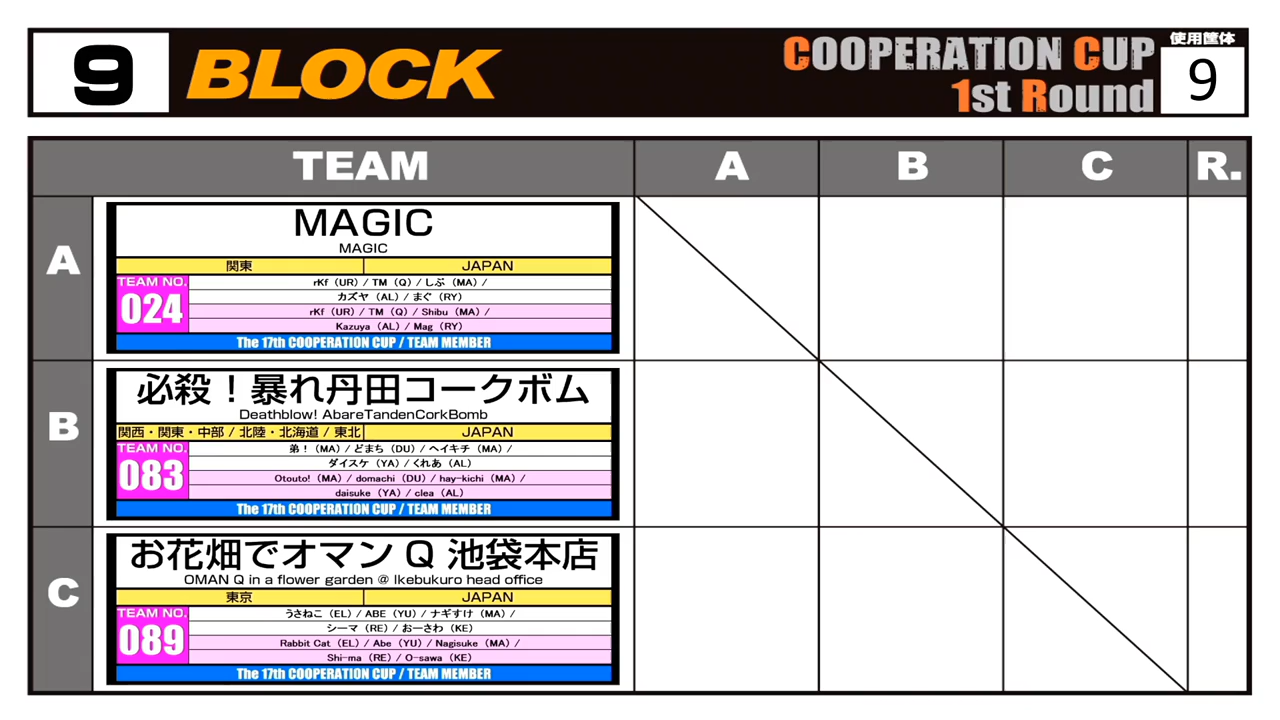 9 BLOCK
COOPERATION CUP
1st Round
使用筐体
9
TEAM A B C R.
A
MAGIC
MAGIC
関東 JAPAN
TEAM NO.
024
rKf（UR）/ TM（Q）/ しぶ（MA）/
カズヤ（AL）/ まぐ（RY）
rKf（UR）/ TM（Q）/ Shibu（MA）/
Kazuya（AL）/ Mag（RY）
The 17th COOPERATION CUP / TEAM MEMBER
B
必殺！暴れ丹田コークボム
Deathblow! AbareTandenCorkBomb
関西・関東・中部 / 北陸・北海道 / 東北 JAPAN
TEAM NO.
083
弟！（MA）/ どまち（DU）/ ヘイキチ（MA）/
ダイスケ（YA）/ くれあ（AL）
Otouto!（MA）/ domachi（DU）/ hay-kichi（MA）/
daisuke（YA）/ clea（AL）
The 17th COOPERATION CUP / TEAM MEMBER
C
お花畑でオマンＱ 池袋本店
OMAN Q in a flower garden @ Ikebukuro head office
東京 JAPAN
TEAM NO.
089
うさねこ（EL）/ ABE（YU）/ ナギすけ（MA）/
シーマ（RE）/ おーさわ（KE）
Rabbit Cat（EL）/ Abe（YU）/ Nagisuke（MA）/
Shi-ma（RE）/ O-sawa（KE）
The 17th COOPERATION CUP / TEAM MEMBER